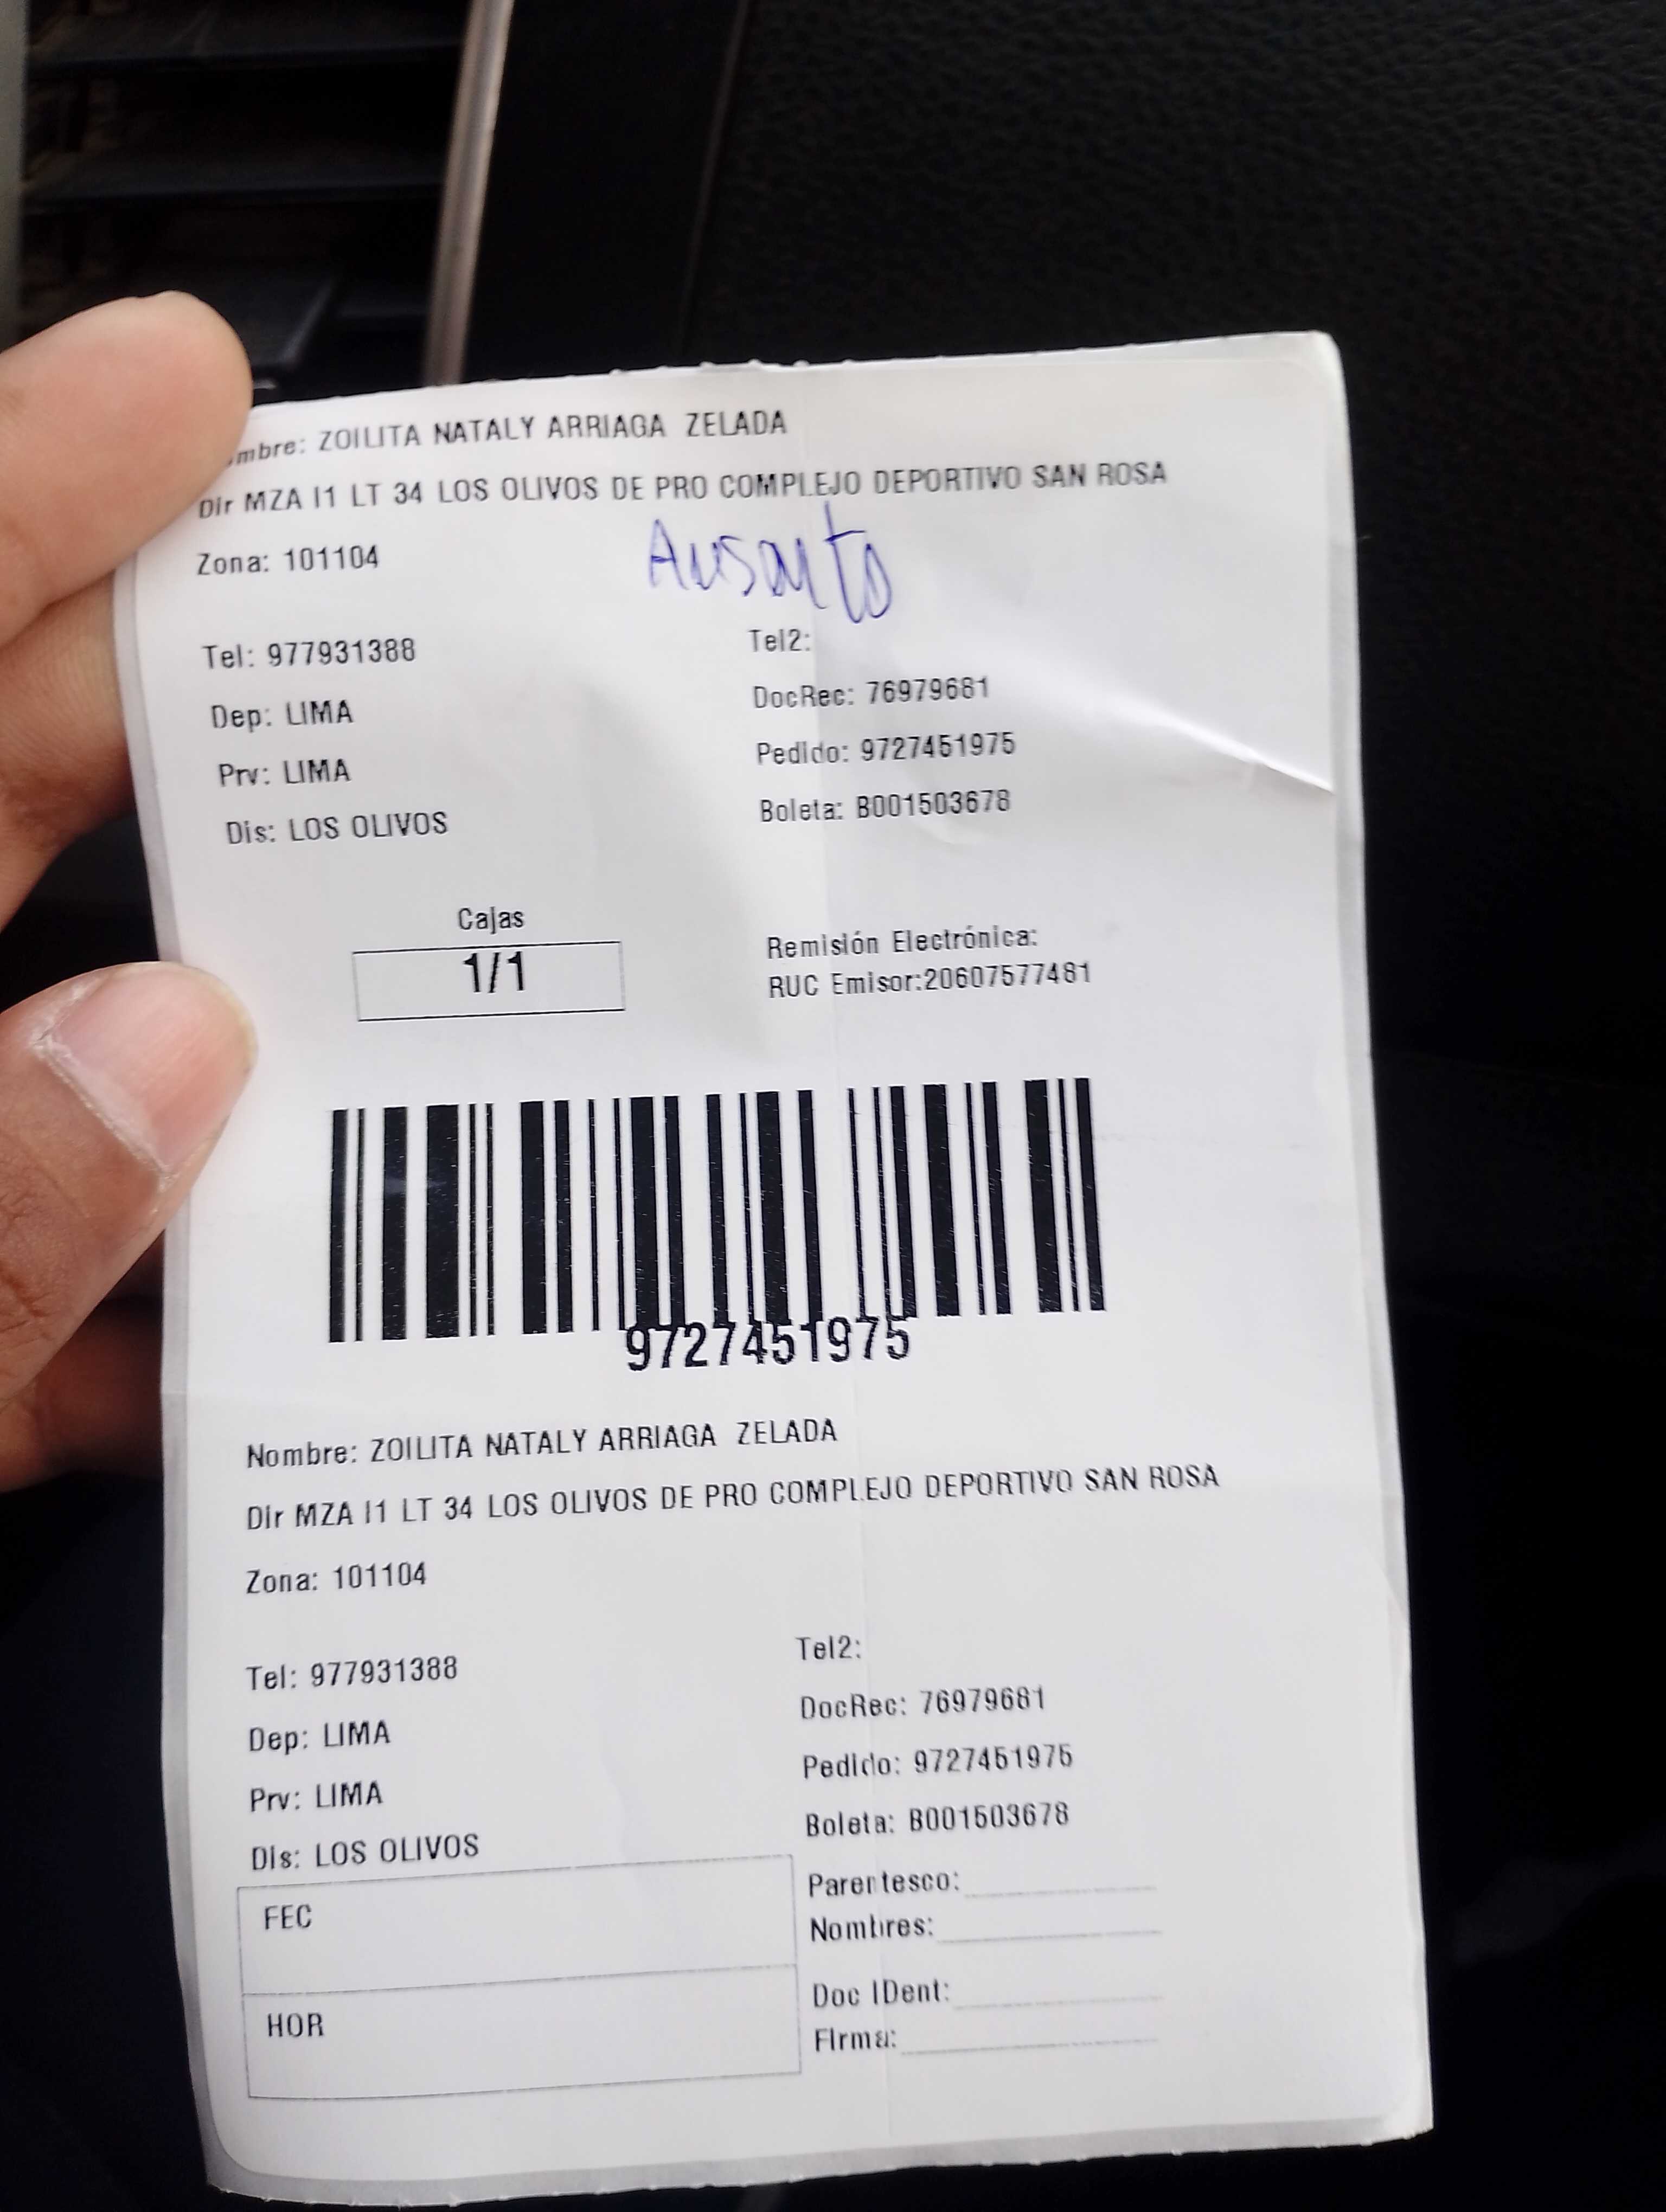 mbre: ZOILITA NATALY ARRIAGA ZELADA
Dir MZA I1 LT 34 LOS OLIVOS DE PRO COMPLEJO DEPORTIVO SAN ROSA
Zona: 101104
Tel: 977931388
Tel2:
Dep: LIMA
DocRec: 76979681
Prv: LIMA
Pedido: 9727451975
Dis: LOS OLIVOS
Boleta: B001503678
Cajas
1/1
Remisión Electrónica:
RUC Emisor:20607577481
9727451975
Nombre: ZOILITA NATALY ARRIAGA ZELADA
Dir MZA I1 LT 34 LOS OLIVOS DE PRO COMPLEJO DEPORTIVO SAN ROSA
Zona: 101104
Tel: 977931388
Tel2:
Dep: LIMA
DocRec: 76979681
Prv: LIMA
Pedido: 9727451975
Dis: LOS OLIVOS
Boleta: B001503678
FEC
Parentesco:
Nombres:
HOR
Doc IDent:
Firma: